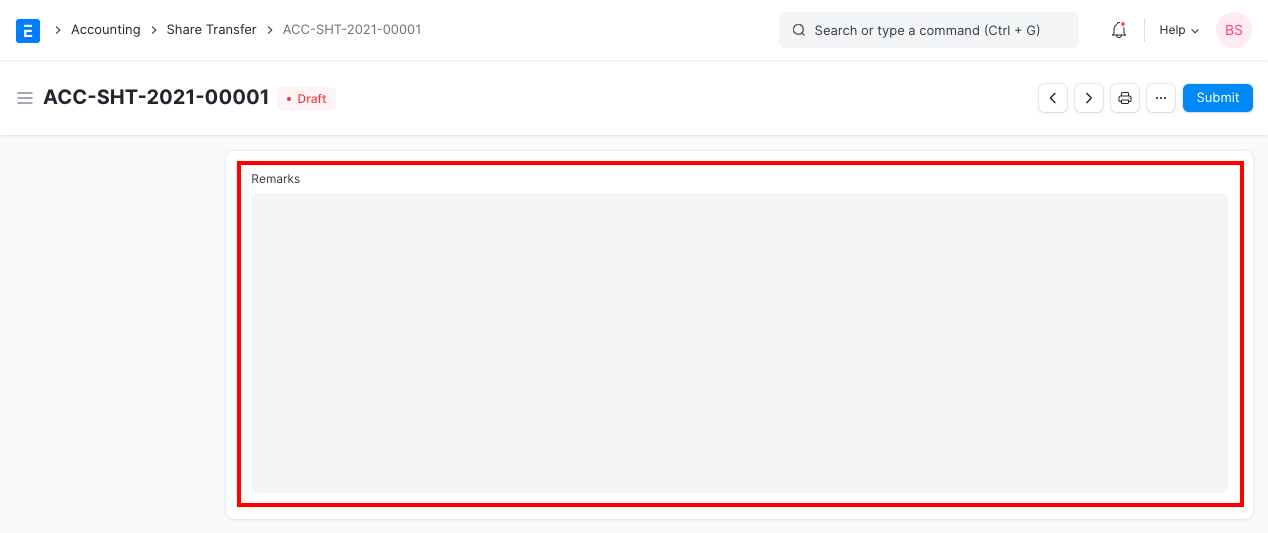 E > Accounting > Share Transfer > ACC-SHT-2021-00001 Search or type a command (Ctrl + G) Help BS
ACC-SHT-2021-00001 • Draft ... Submit
Remarks